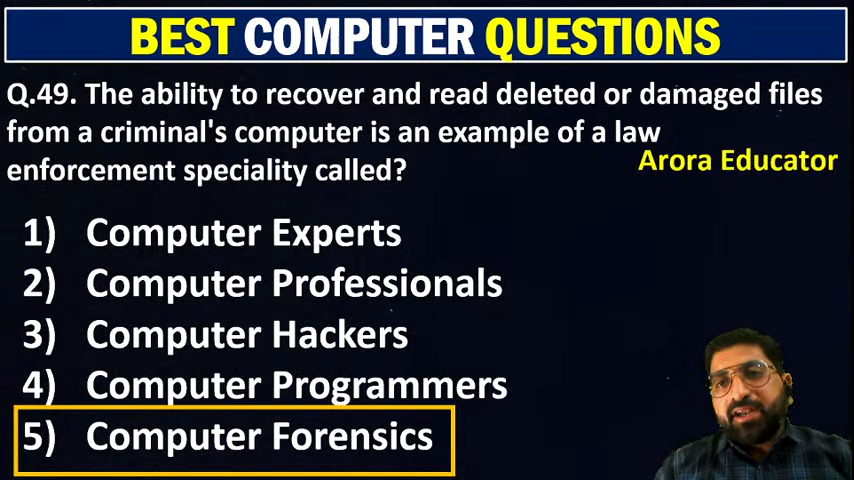 BEST COMPUTER QUESTIONS
Q.49. The ability to recover and read deleted or damaged files
from a criminal's computer is an example of a law
enforcement speciality called?
Arora Educator
1) Computer Experts
2) Computer Professionals
3) Computer Hackers
4) Computer Programmers
5) Computer Forensics